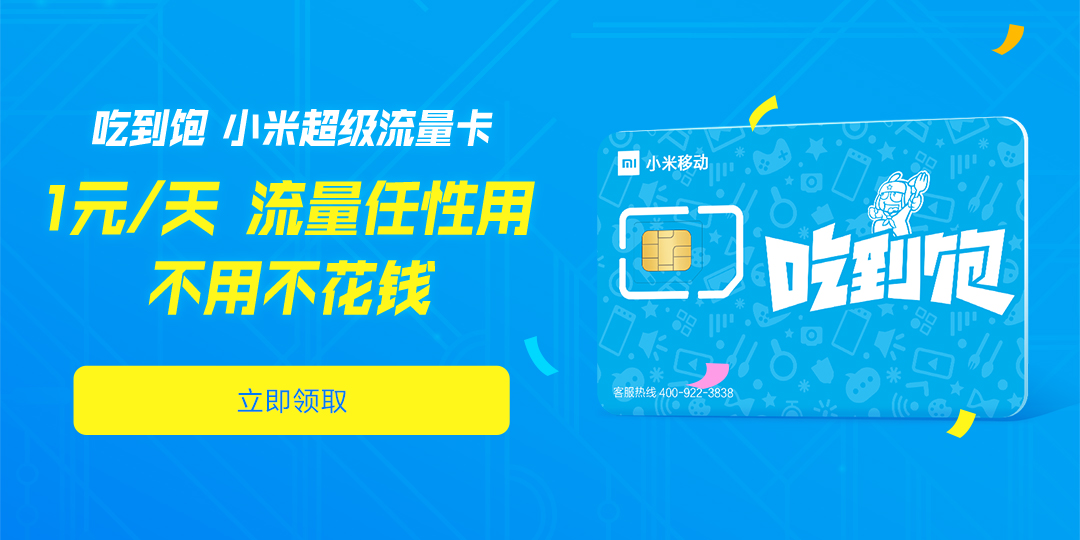 吃到饱 小米超级流量卡
1元/天 流量任性用
不用不花钱
立即领取
mi 小米移动
吃到饱
客服热线 400-922-3838